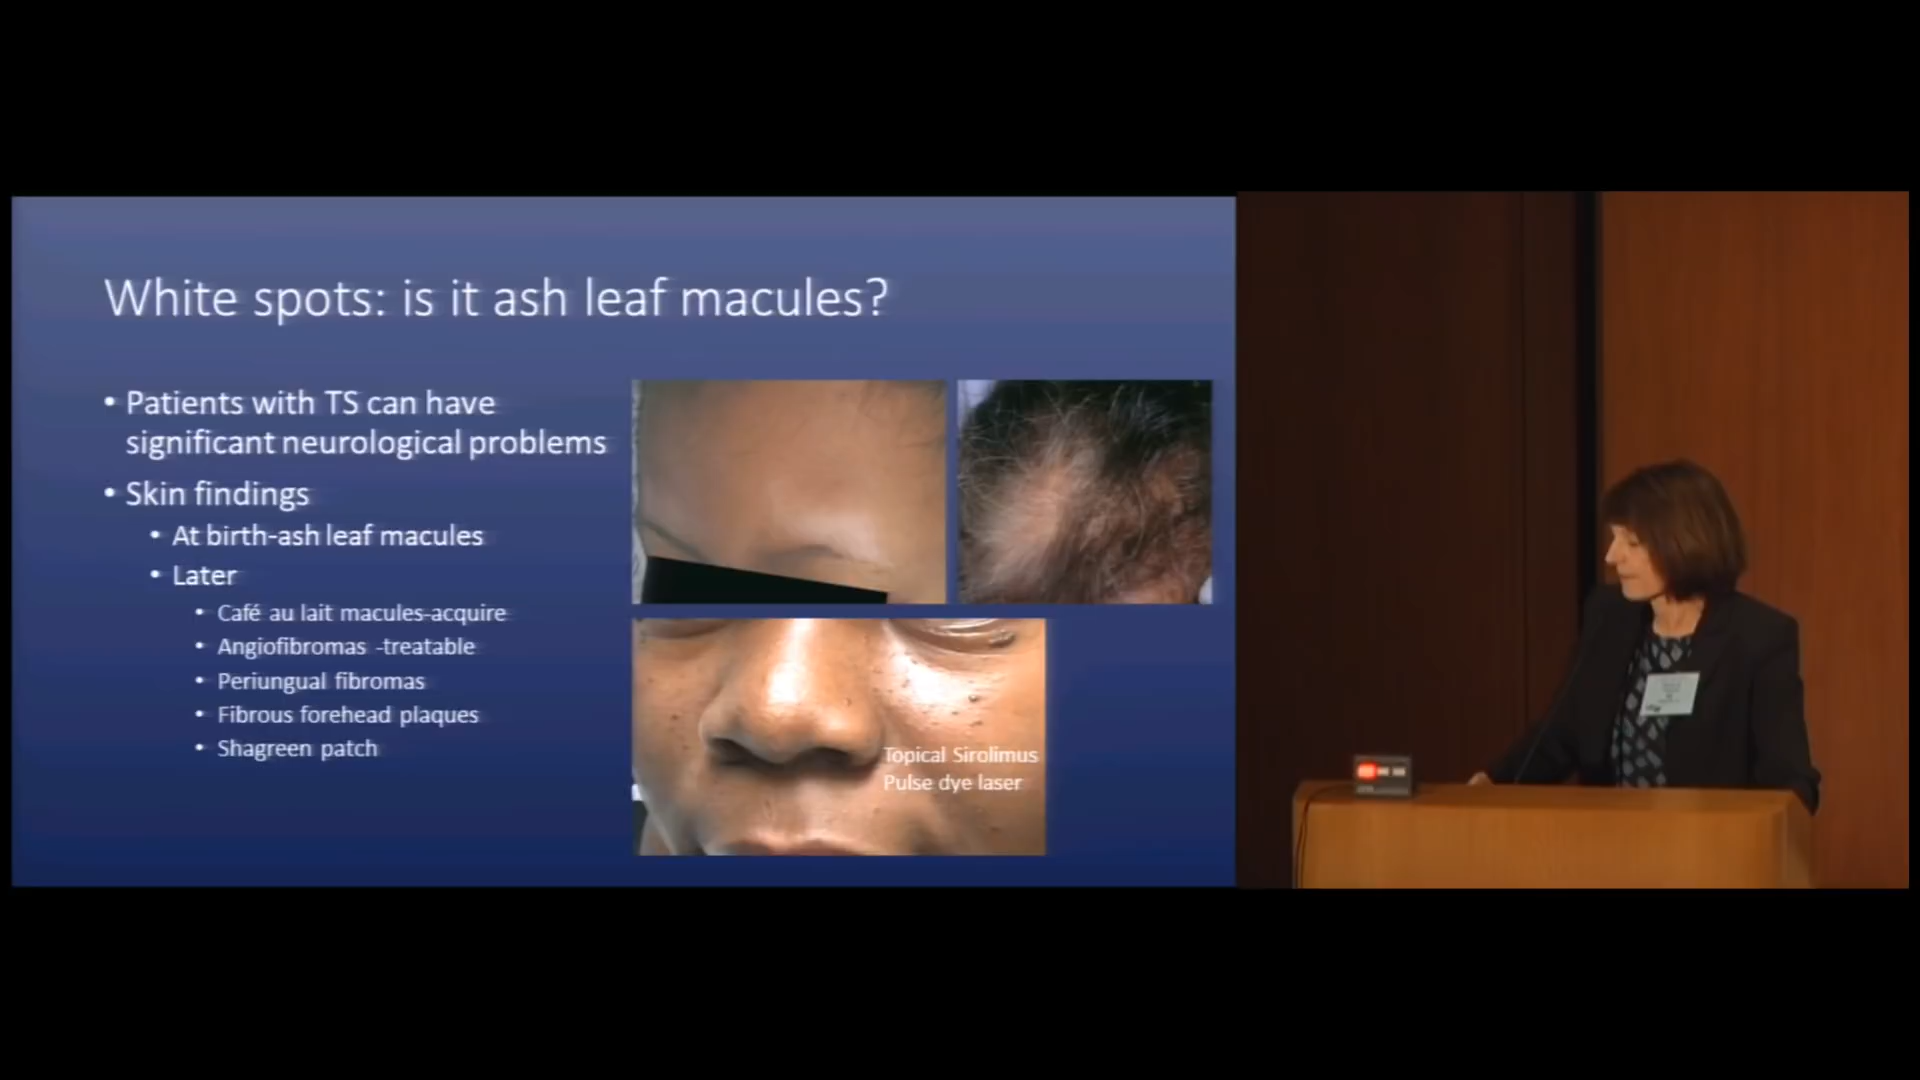 White spots: is it ash leaf macules?
• Patients with TS can have
significant neurological problems
• Skin findings
• At birth-ash leaf macules
• Later
• Café au lait macules-acquire
• Angiofibromas -treatable
• Periungual fibromas
• Fibrous forehead plaques
• Shagreen patch
Topical Sirolimus
Pulse dye laser